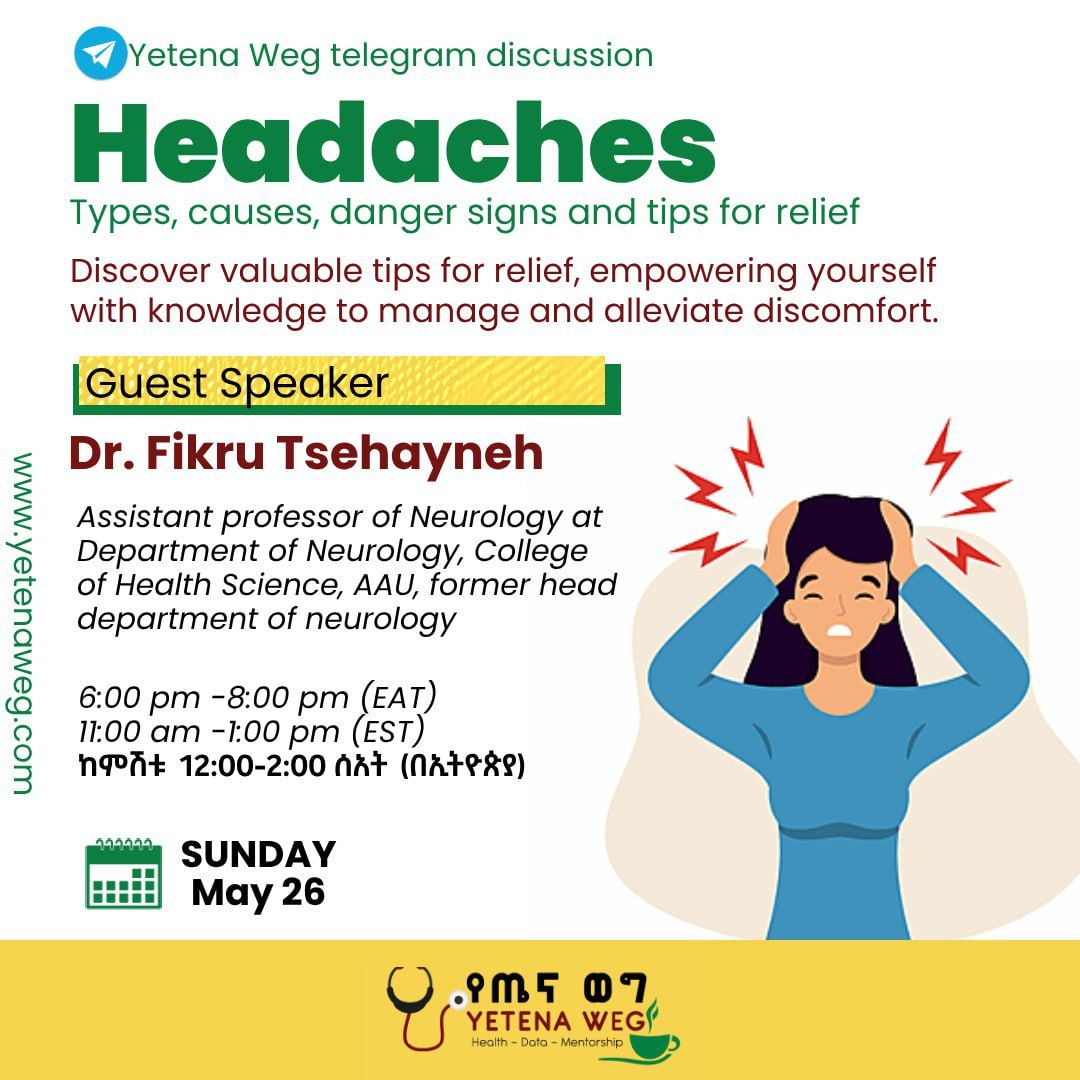 Yetena Weg telegram discussion
Headaches
Types, causes, danger signs and tips for relief
Discover valuable tips for relief, empowering yourself
with knowledge to manage and alleviate discomfort.
Guest Speaker
Dr. Fikru Tsehayneh
Assistant professor of Neurology at
Department of Neurology, College
of Health Science, AAU, former head
department of neurology
6:00 pm -8:00 pm (EAT)
11:00 am -1:00 pm (EST)
ከምሽቱ 12:00-2:00 ሰአት (በኢትዮጵያ)
SUNDAY
May 26
www.yetenaweg.com
የጤና ወግ
YETENA WEG
Health - Data - Mentorship